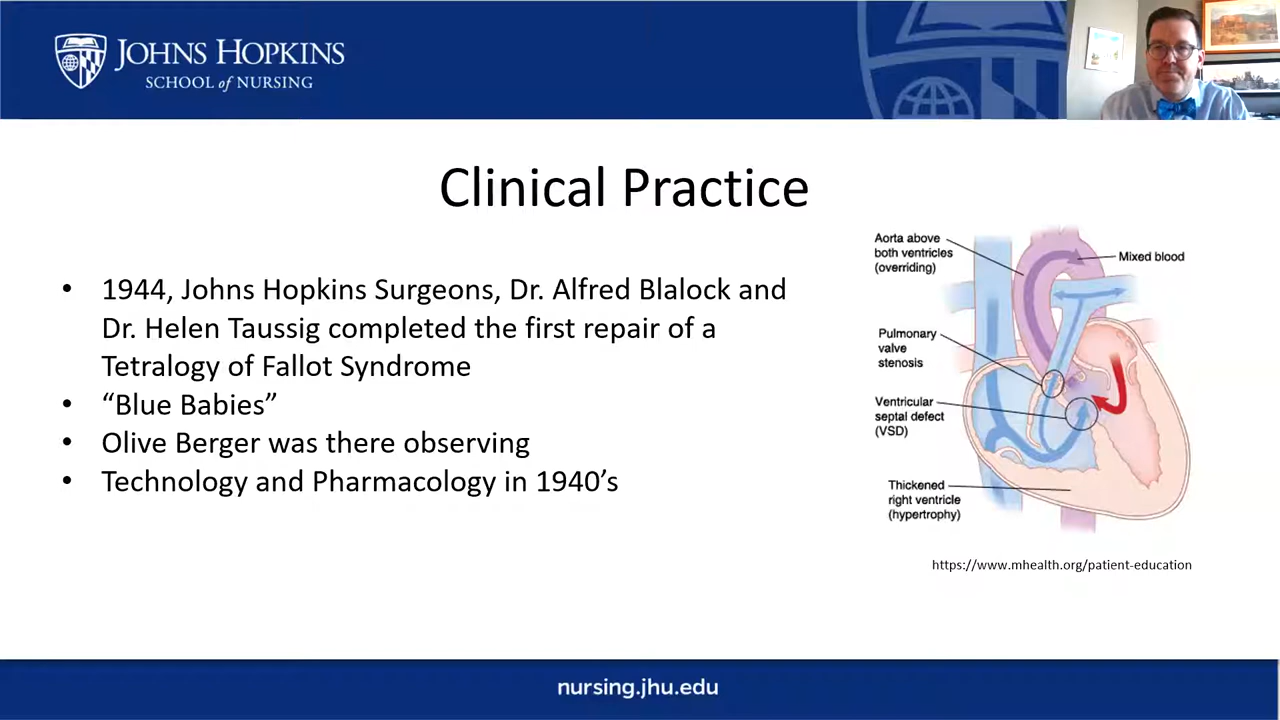 JOHNS HOPKINS
SCHOOL of NURSING
Clinical Practice
• 1944, Johns Hopkins Surgeons, Dr. Alfred Blalock and
Dr. Helen Taussig completed the first repair of a
Tetralogy of Fallot Syndrome
• “Blue Babies”
• Olive Berger was there observing
• Technology and Pharmacology in 1940’s
Aorta above
both ventricles
(overriding)
Mixed blood
Pulmonary
valve
stenosis
Ventricular
septal defect
(VSD)
Thickened
right ventricle
(hypertrophy)
https://www.mhealth.org/patient-education
nursing.jhu.edu